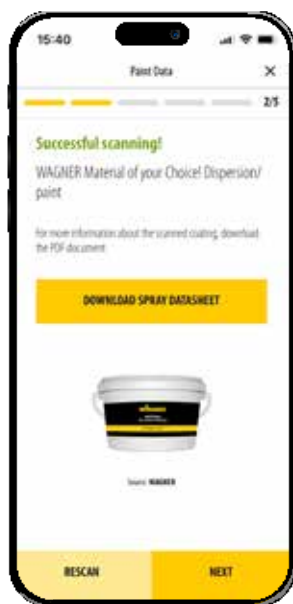 15:40
Paint Data
2/5
Successful scanning!
WAGNER Material of your Choice! Dispersion/
paint
For more information about the scanned coating, download
the PDF document
DOWNLOAD SPRAY DATASHEET
WAGNER
Source: WAGNER
RESCAN
NEXT